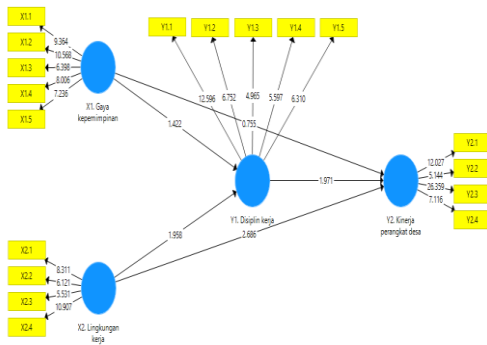 X1.1
X1.2
X1.3
X1.4
X1.5
9.364
10.568
6.398
8.006
7.236
X1. Gaya
kepemimpinan
Y1.1
Y1.2
Y1.3
Y1.4
Y1.5
12.596
6.752
4.965
5.597
6.310
1.422
0.755
Y1. Disiplin kerja
1.971
1.958
2.686
Y2.1
Y2.2
Y2.3
Y2.4
12.027
5.144
26.359
7.116
Y2. Kinerja
perangkat desa
X2.1
X2.2
X2.3
X2.4
8.311
6.121
5.531
10.907
X2. Lingkungan
kerja